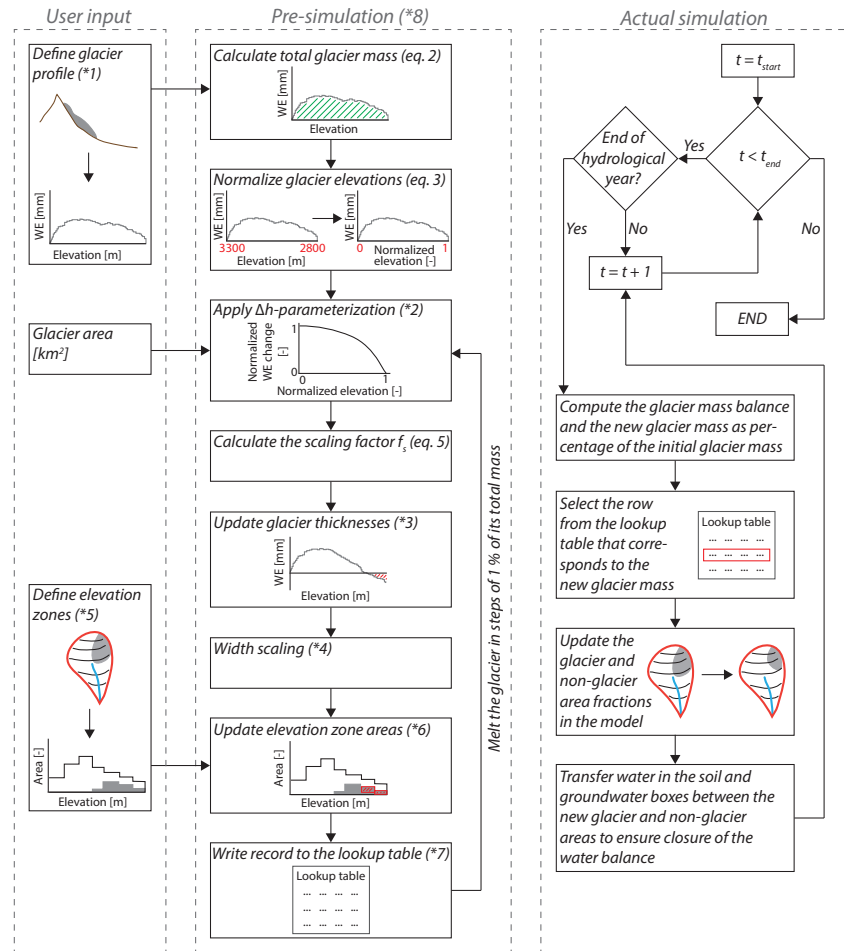 User input
Define glacier
profile (*1)
WE [mm]
Elevation [m]
Glacier area
[km²]
Define elevation
zones (*5)
Area [-]
Elevation [m]
Pre-simulation (*8)
Calculate total glacier mass (eq. 2)
WE [mm]
Elevation
Normalize glacier elevations (eq. 3)
WE [mm]
3300 2800
Elevation [m]
WE [mm]
0 Normalized 1
elevation [-]
Apply Δh-parameterization (*2)
Normalized
WE change
[-]
1
0 1
Normalized elevation [-]
Calculate the scaling factor fs (eq. 5)
Update glacier thicknesses (*3)
WE [mm]
Elevation [m]
Width scaling (*4)
Update elevation zone areas (*6)
Area [-]
Elevation [m]
Write record to the lookup table (*7)
Lookup table
... ... ... ...
... ... ... ...
... ... ... ...
Melt the glacier in steps of 1 % of its total mass
Actual simulation
t = tstart
t < tend
Yes
No
End of
hydrological
year?
Yes
No
t = t + 1
END
Compute the glacier mass balance
and the new glacier mass as per-
centage of the initial glacier mass
Select the row
from the lookup
table that corre-
sponds to the
new glacier mass
Lookup table
... ... ... ...
... ... ... ...
... ... ... ...
Update the
glacier and
non-glacier
area fractions
in the model
Transfer water in the soil and
groundwater boxes between the
new glacier and non-glacier
areas to ensure closure of the
water balance